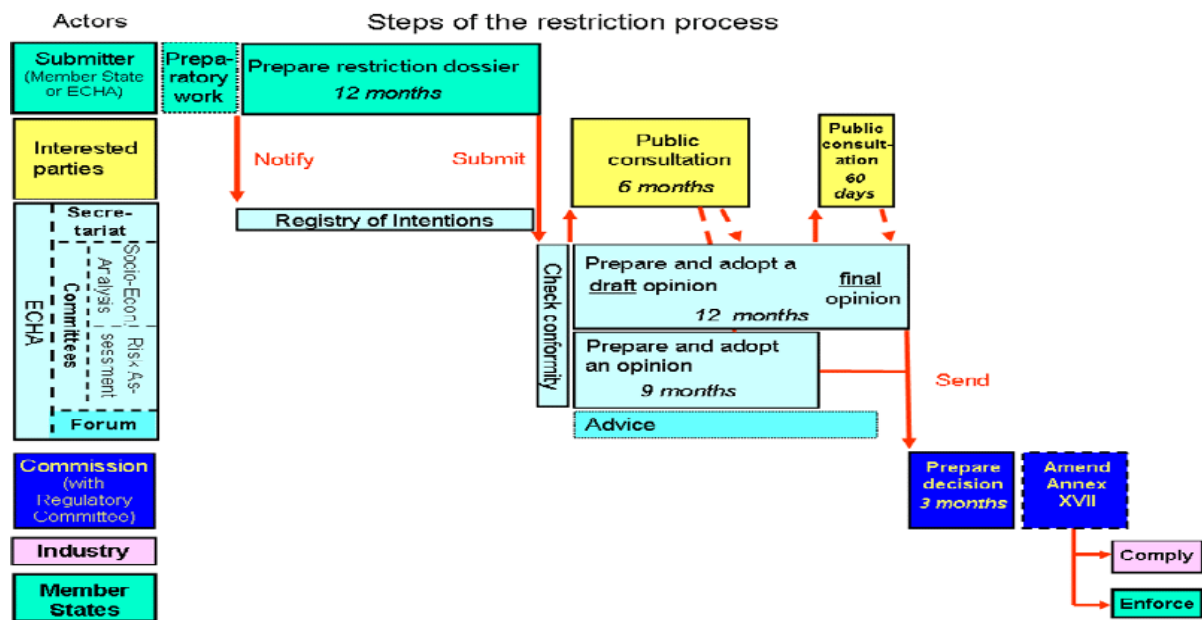 Actors
Steps of the restriction process
Submitter
(Member State
or ECHA)
Prepa-
ratory
work
Prepare restriction dossier
12 months
Interested
parties
Notify
Submit
Public
consultation
6 months
Public
consult-
ation
60
days
Registry of Intentions
ECHA
Secre-
tariat
Committees
Socio-Econ
Analysis
Risk As-
sessment
Forum
Check conformity
Prepare and adopt a
draft opinion
12 months
final
opinion
Prepare and adopt
an opinion
9 months
Advice
Send
Commission
(with
Regulatory
Committee)
Prepare
decision
3 months
Amend
Annex
XVII
Industry
Comply
Member
States
Enforce